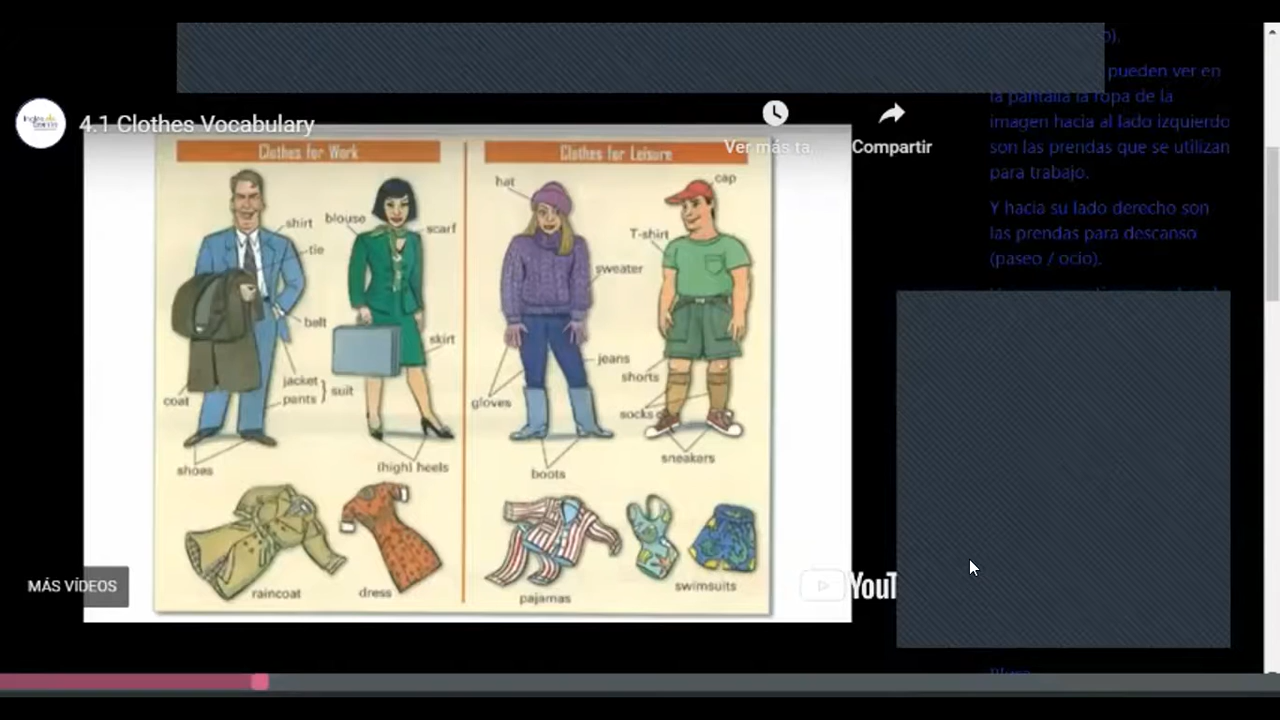 4.1 Clothes Vocabulary
Ver más ta.
Compartir
Clothes for Work
shirt
tie
belt
jacket
pants
suit
coat
shoes
blouse
scarf
skirt
(high) heels
raincoat
dress
Clothes for Leisure
hat
sweater
jeans
gloves
boots
cap
T-shirt
shorts
socks
sneakers
pajamas
swimsuits
MÁS VÍDEOS
pueden ver en
la pantalla la ropa de la
imagen hacia al lado izquierdo
son las prendas que se utilizan
para trabajo.
Y hacia su lado derecho son
las prendas para descanso
(paseo / ocio).